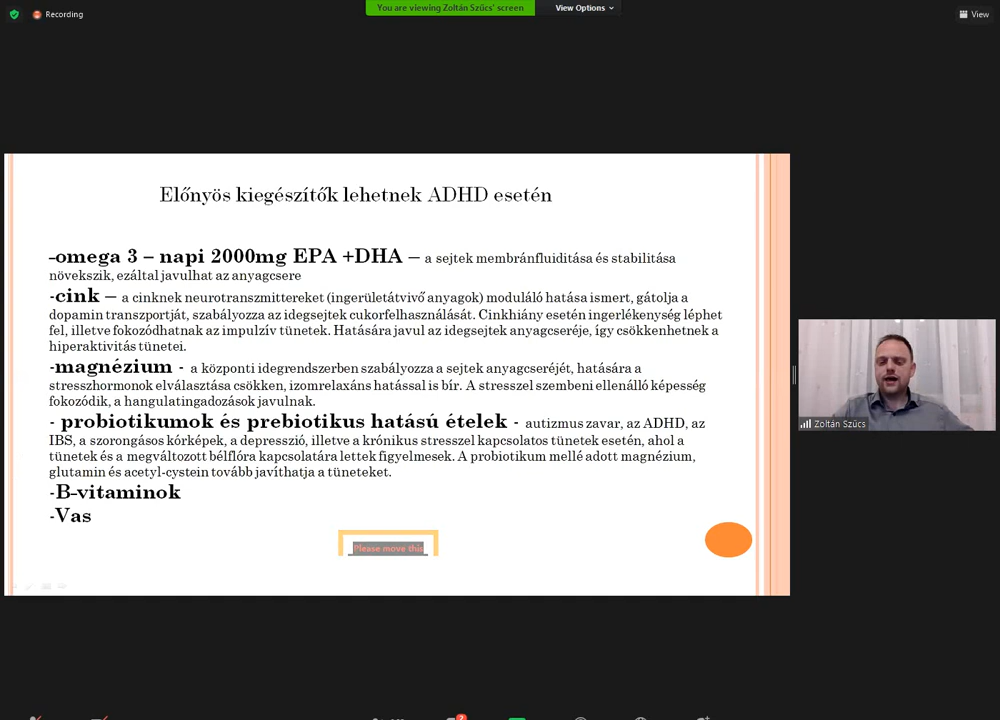 You are viewing Zoltán Szűcs' screen
View Options
Recording
View
Előnyös kiegészítők lehetnek ADHD esetén
-omega 3 – napi 2000mg EPA +DHA – a sejtek membránfluiditása és stabilitása
növekszik, ezáltal javulhat az anyagcsere
-cink – a cinknek neurotranszmittereket (ingerületátvivő anyagok) moduláló hatása ismert, gátolja a
dopamin transzportját, szabályozza az idegsejtek cukorfelhasználását. Cinkhiány esetén ingerlékenység léphet
fel, illetve fokozódhatnak az impulzív tünetek. Hatására javul az idegsejtek anyagcseréje, így csökkenhetnek a
hiperaktivitás tünetei.
-magnézium - a központi idegrendszerben szabályozza a sejtek anyagcseréjét, hatására a
stresszhormonok elválasztása csökken, izomrelaxáns hatással is bír. A stresszel szembeni ellenálló képesség
fokozódik, a hangulatingadozások javulnak.
- probiotikumok és prebiotikus hatású ételek - autizmus zavar, az ADHD, az
IBS, a szorongásos kórképek, a depresszió, illetve a krónikus stresszel kapcsolatos tünetek esetén, ahol a
tünetek és a megváltozott bélflóra kapcsolatára lettek figyelmesek. A probiotikum mellé adott magnézium,
glutamin és acetyl-cystein tovább javíthatja a tüneteket.
-B-vitaminok
-Vas
Please move this
Zoltán Szűcs
2